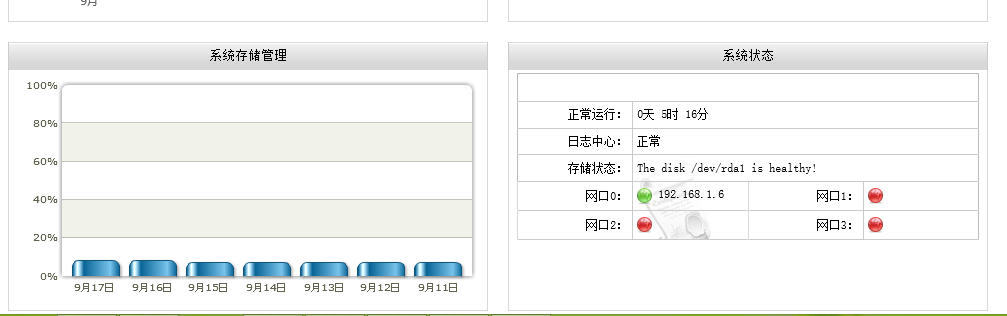 9月
系统存储管理
100%
80%
60%
40%
20%
0%
9月17日 9月16日 9月15日 9月14日 9月13日 9月12日 9月11日
系统状态
正常运行： 0天 5时 16分
日志中心： 正常
存储状态： The disk /dev/rda1 is healthy!
网口0： 192.168.1.6 网口1：
网口2： 网口3：